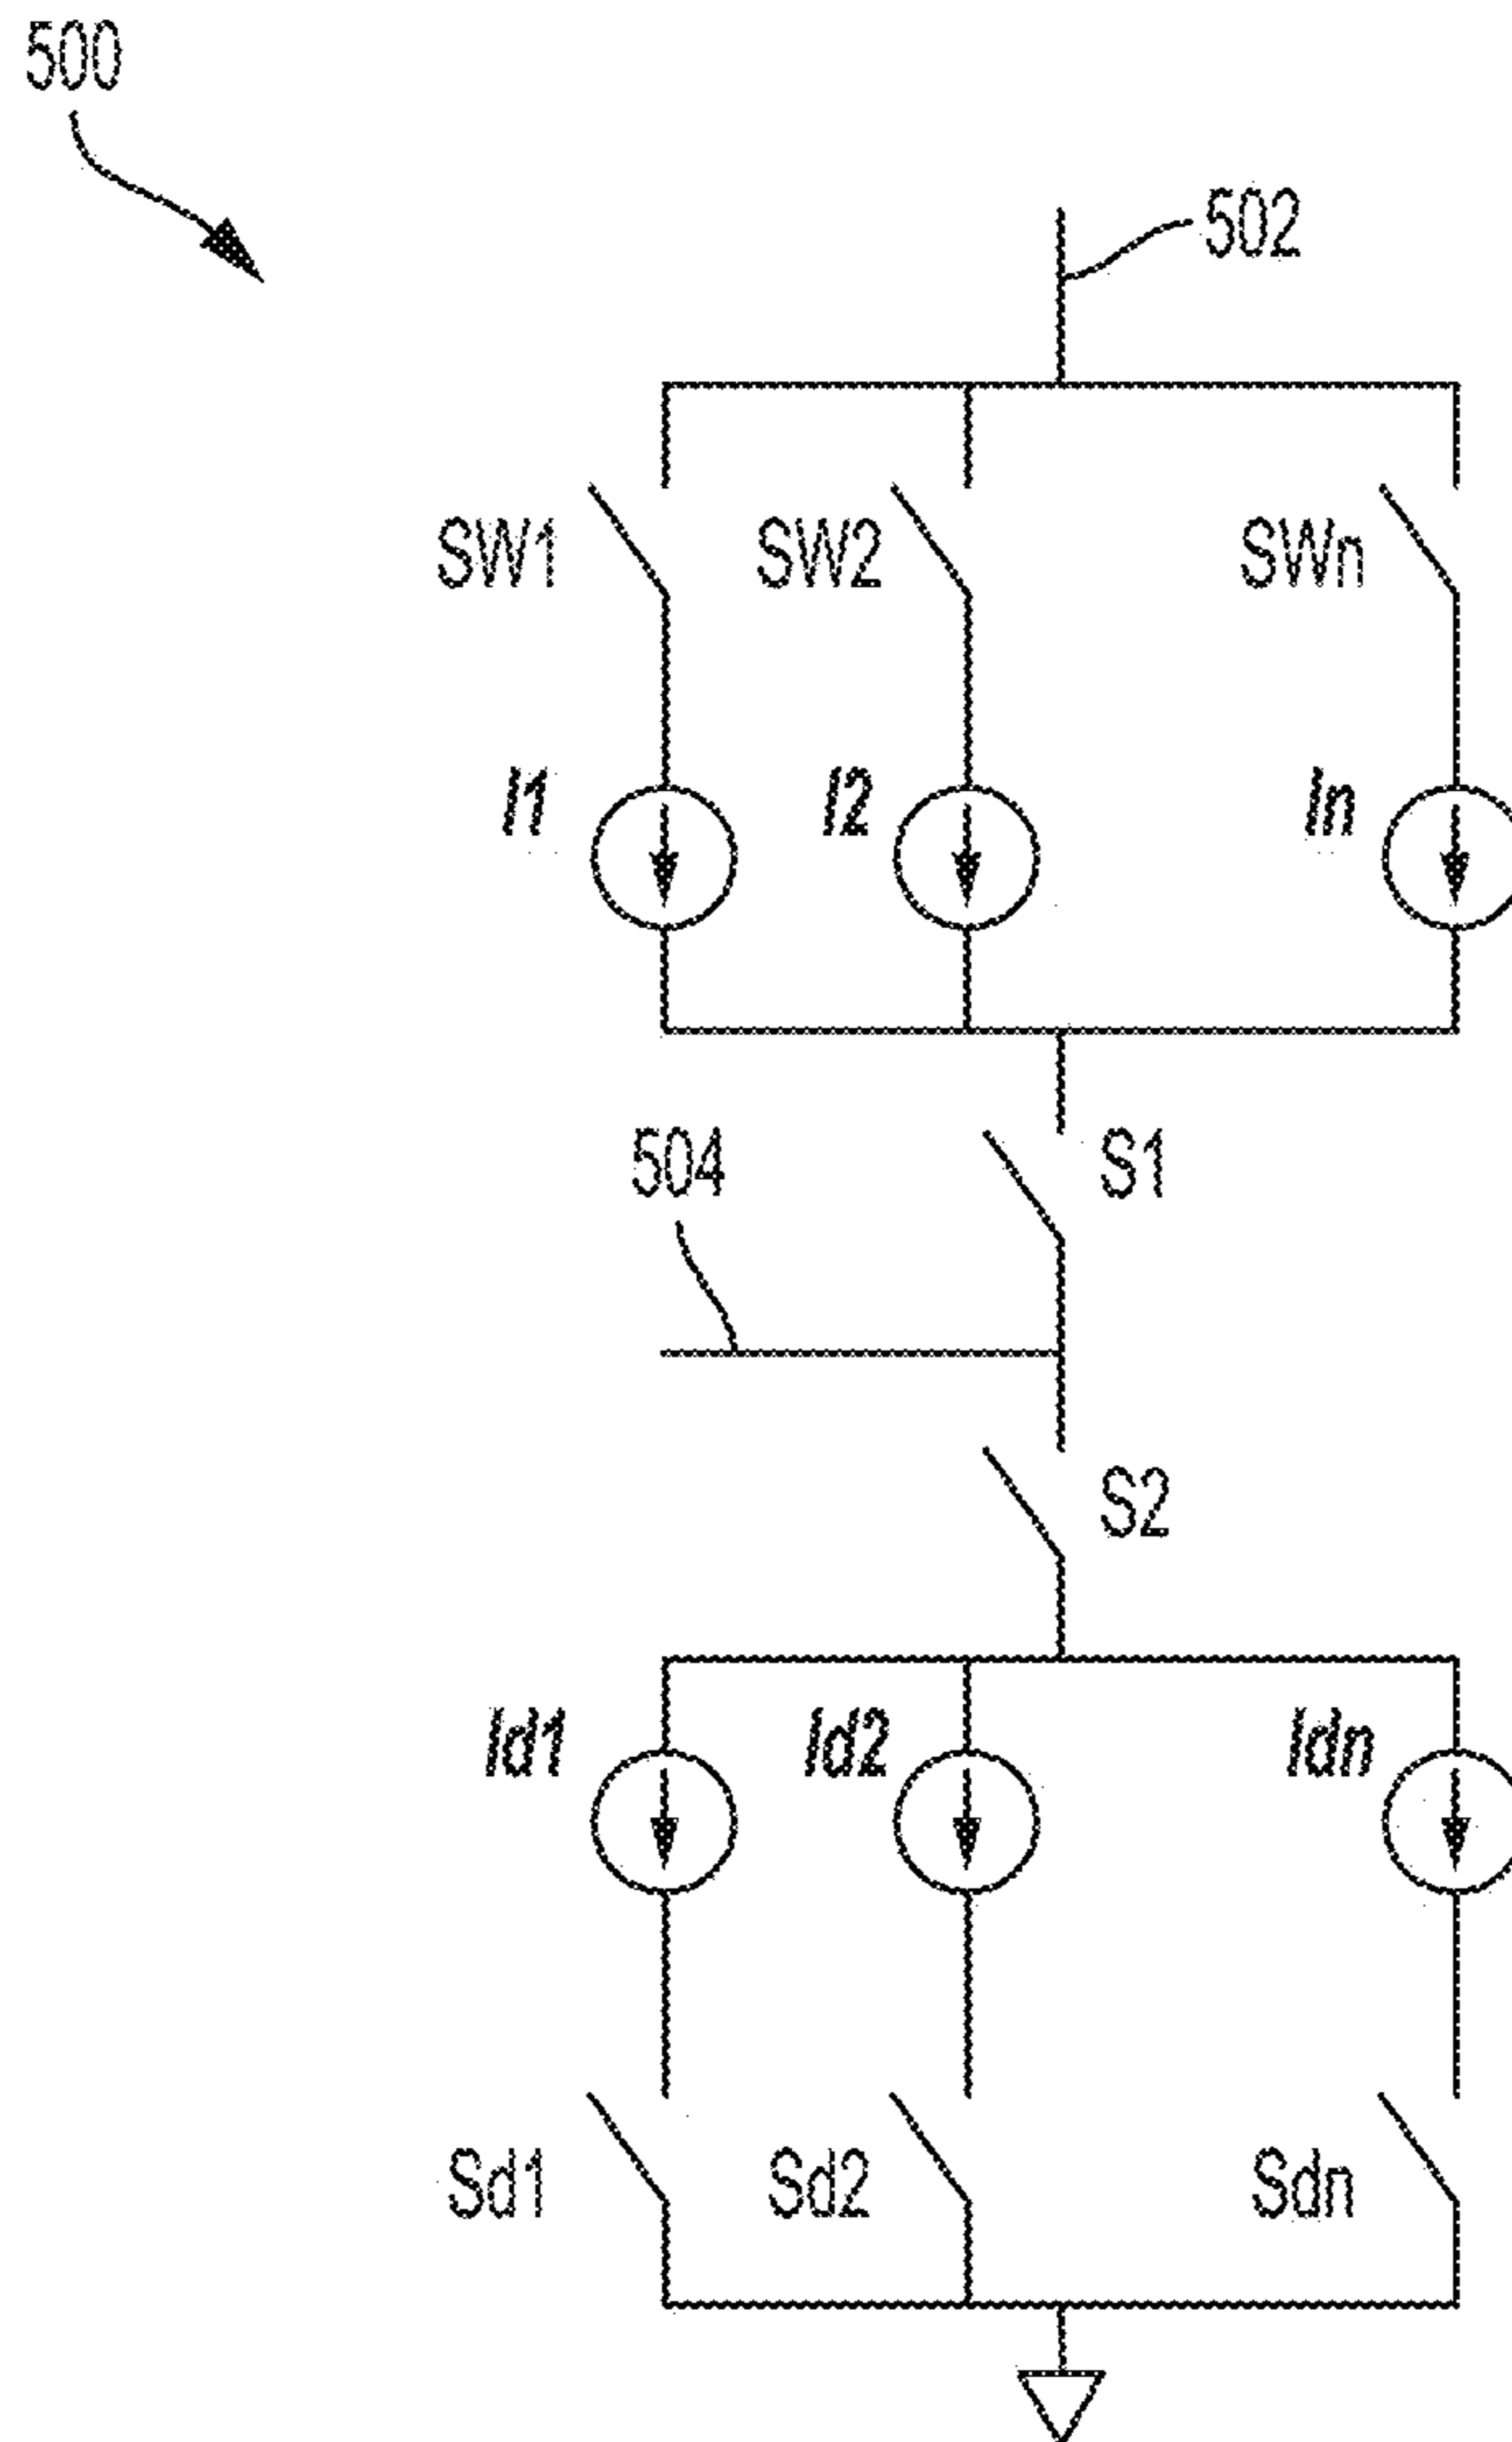 500
502
SW1 SW2 SWn
I1 I2 In
504 S1
S2
Id1 Id2 Idn
Sd1 Sd2 Sdn